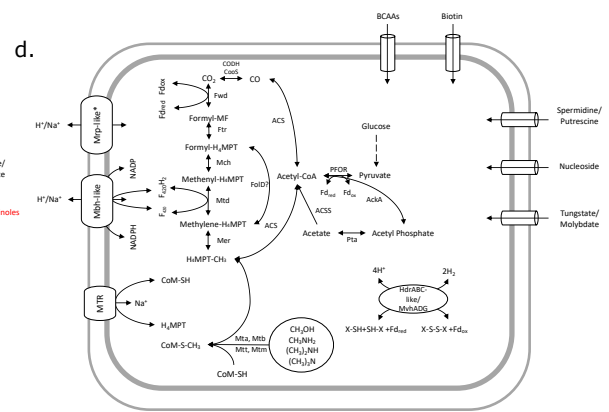 d.
BCAAs
Biotin
Spermidine/
Putrescine
Nucleoside
Tungstate/
Molybdate
H⁺/Na⁺
Mrp-like*
H⁺/Na⁺
Mbh-like
noles
NADP
NADPH
F₄₂₀H₂
F₄₂₀
Fdox
Fdred
CO₂
CODH
CooS
CO
Fwd
Formyl-MF
Ftr
Formyl-H₄MPT
Mch
Methenyl-H₄MPT
Mtd
FolD?
Methylene-H₄MPT
Mer
H₄MPT-CH₃
ACS
ACS
Acetyl-CoA
PFOR
Fdred
Fdox
Glucose
Pyruvate
AckA
ACSS
Acetate
Pta
Acetyl Phosphate
MTR
CoM-SH
Na⁺
H₄MPT
CoM-S-CH₃
Mta, Mtb
Mtt, Mtm
CoM-SH
CH₃OH
CH₃NH₂
(CH₃)₂NH
(CH₃)₃N
4H⁺
2H₂
HdrABC-
like/
MvhADG
X-SH+SH-X +Fdred
X-S-S-X +Fdox